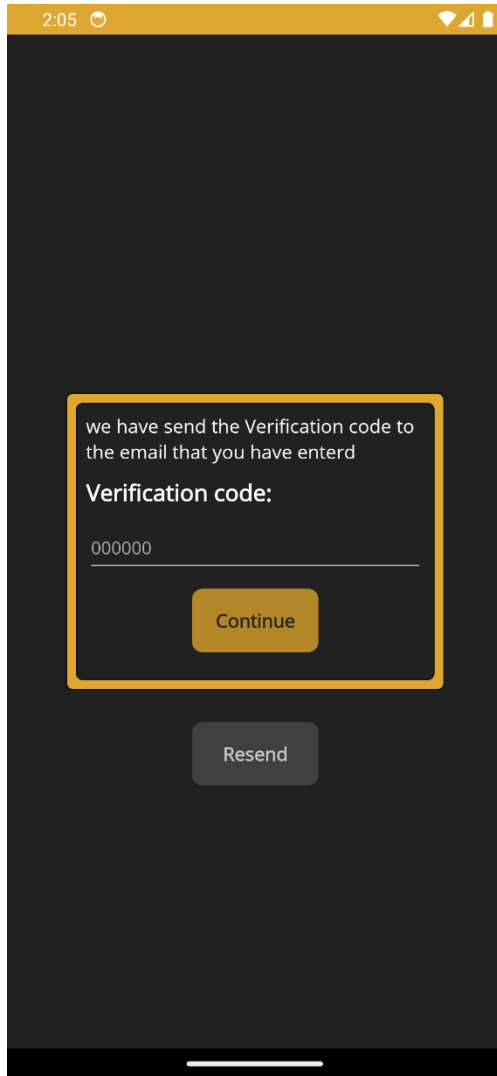 2:05
we have send the Verification code to
the email that you have enterd
Verification code:
000000
Continue
Resend